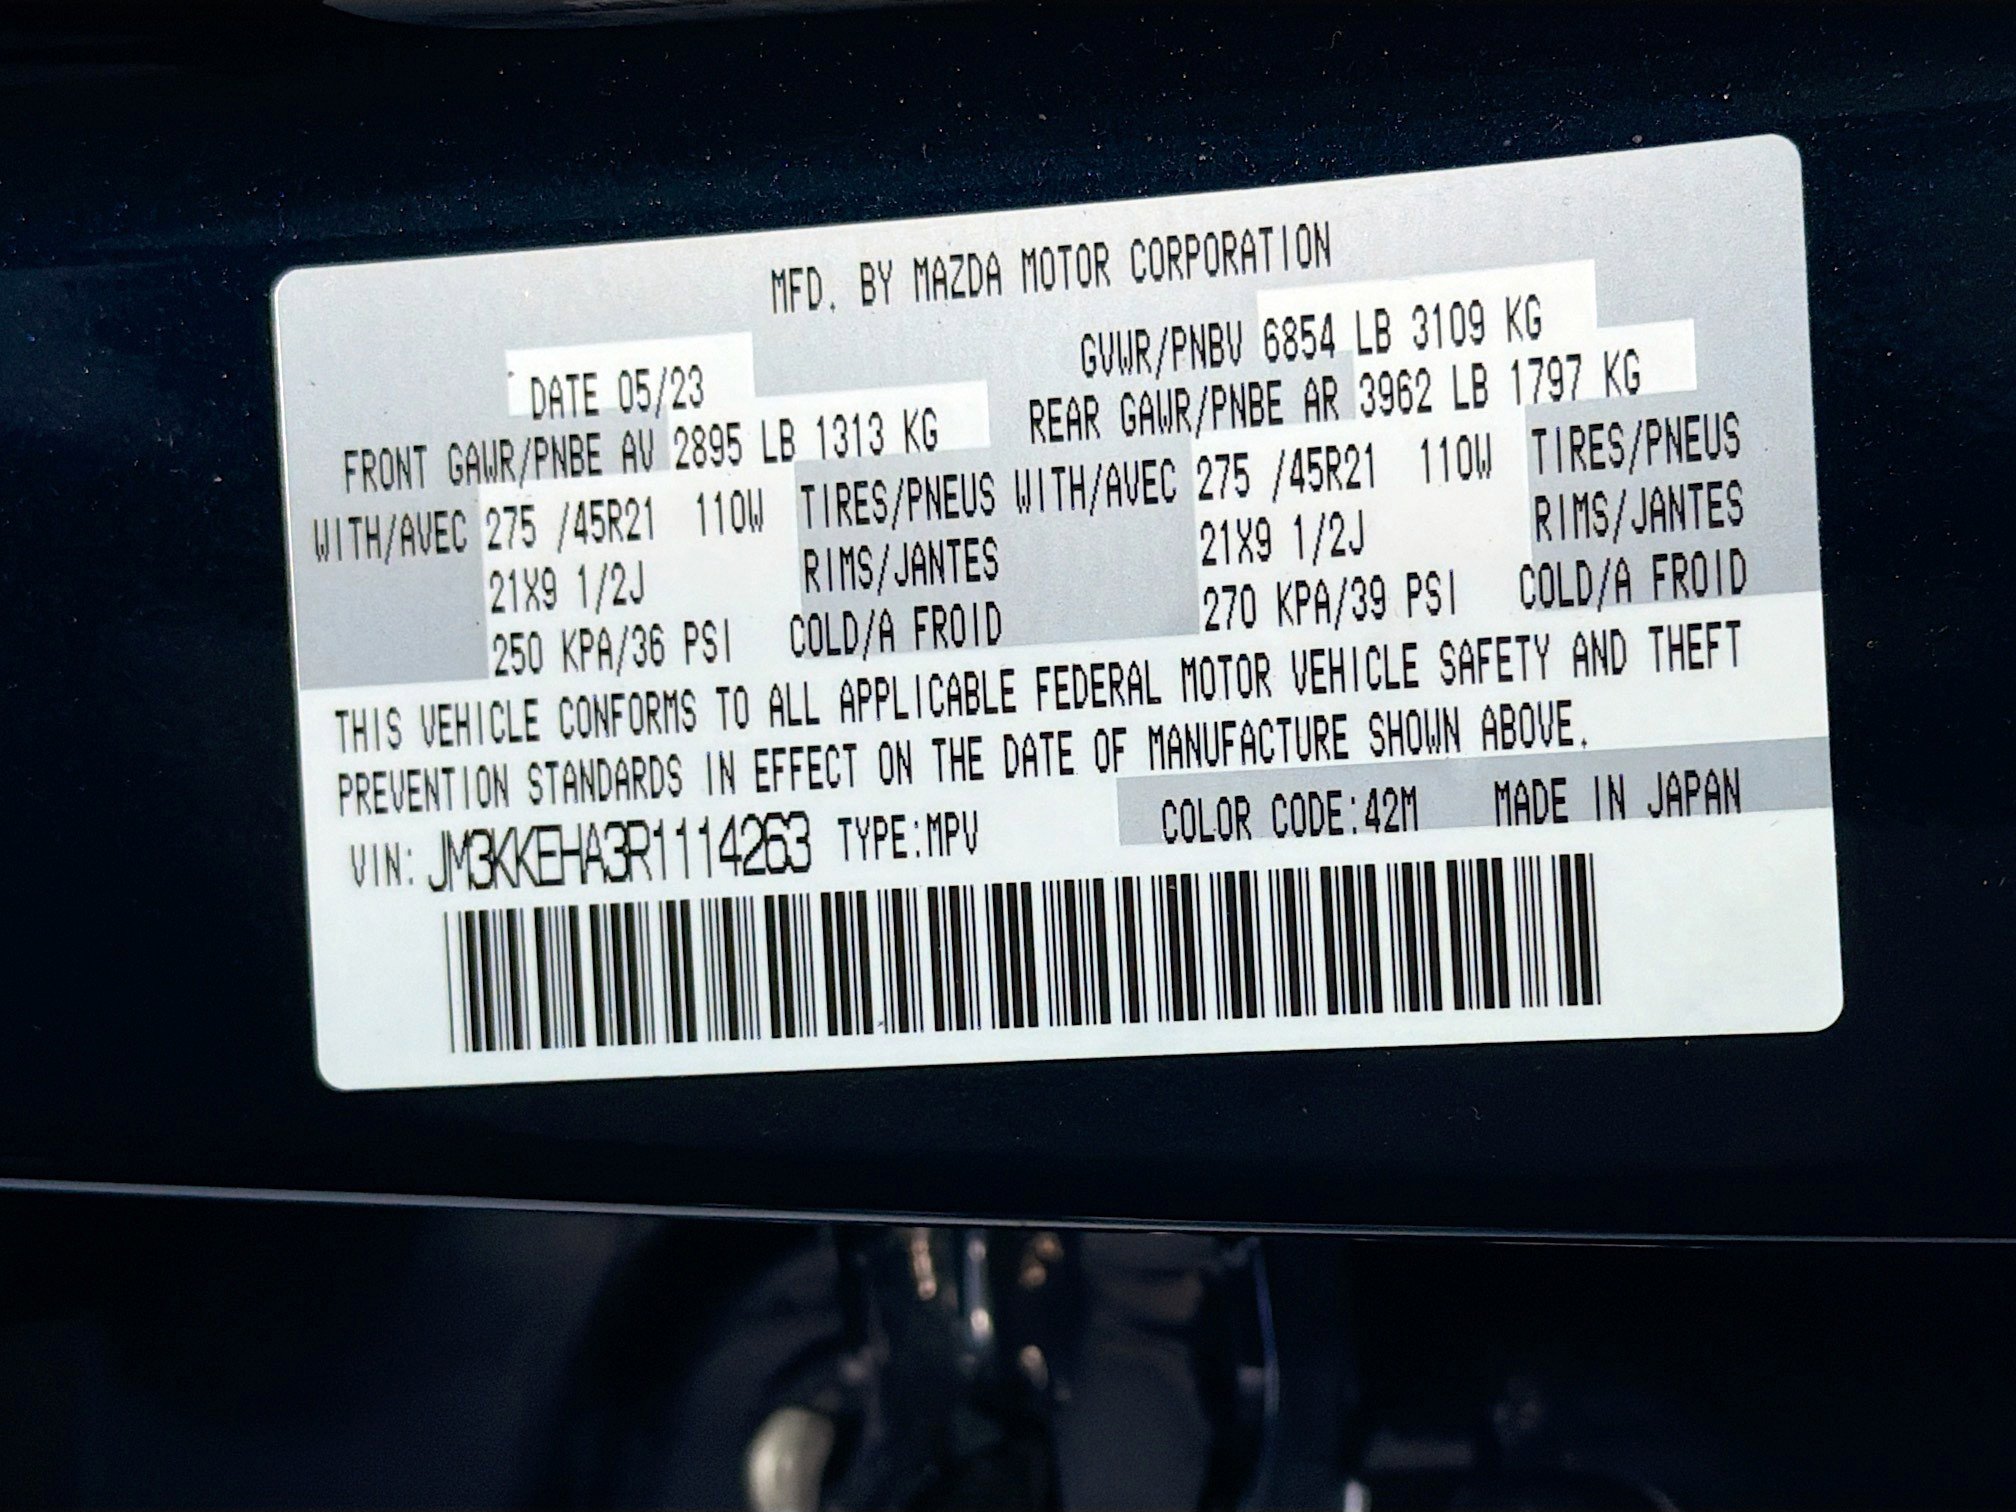 MFD. BY MAZDA MOTOR CORPORATION
DATE 05/23 GVWR/PNBV 6854 LB 3109 KG
FRONT GAWR/PNBE AV 2895 LB 1313 KG REAR GAWR/PNBE AR 3962 LB 1797 KG
WITH/AVEC 275 /45R21 110W TIRES/PNEUS WITH/AVEC 275 /45R21 110W TIRES/PNEUS
21X9 1/2J RIMS/JANTES 21X9 1/2J RIMS/JANTES
250 KPA/36 PSI COLD/A FROID 270 KPA/39 PSI COLD/A FROID
THIS VEHICLE CONFORMS TO ALL APPLICABLE FEDERAL MOTOR VEHICLE SAFETY AND THEFT
PREVENTION STANDARDS IN EFFECT ON THE DATE OF MANUFACTURE SHOWN ABOVE.
VIN: JM3KKEHA3R1114263 TYPE:MPV COLOR CODE:42M MADE IN JAPAN